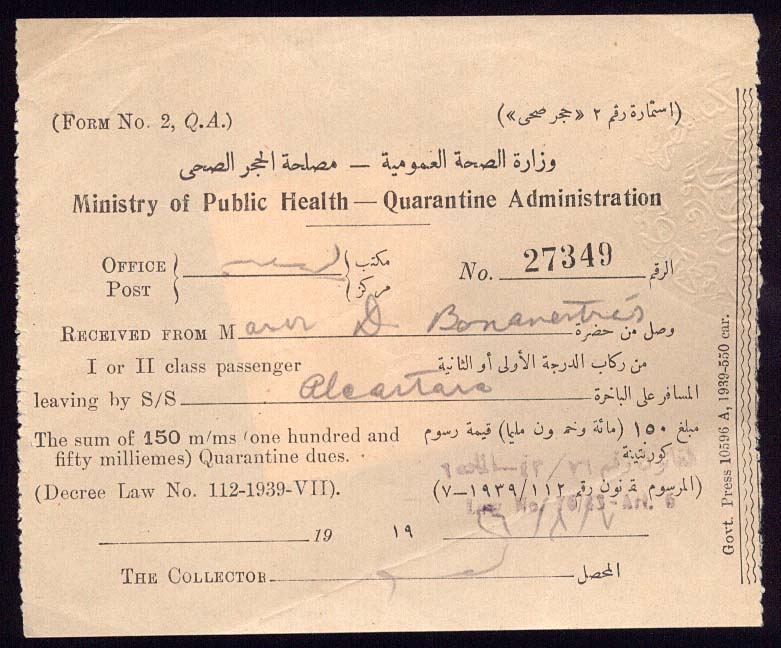 (FORM No. 2, Q.A.) (استمارة رقم ٢ «حجر صحى»)
وزارة الصحة العمومية — مصلحة الحجر الصحى
Ministry of Public Health — Quarantine Administration
OFFICE مكتب
POST مركز
No. 27349 الرقم
RECEIVED FROM M وصل من حضرة
I or II class passenger من ركاب الدرجة الأولى أو الثانية
leaving by S/S Alcantara المسافر على الباخرة
The sum of 150 m/ms (one hundred and مبلغ ١٥٠ (مائة وخمسون مليما) قيمة رسوم
fifty milliemes) Quarantine dues. كورنتينة
(Decree Law No. 112-1939-VII). (المرسوم بقانون رقم ١١٢/١٩٣٩—٧)
Law No.
19 ١٩
THE COLLECTOR المحصل
Govt. Press 10596 A, 1939-550 car.